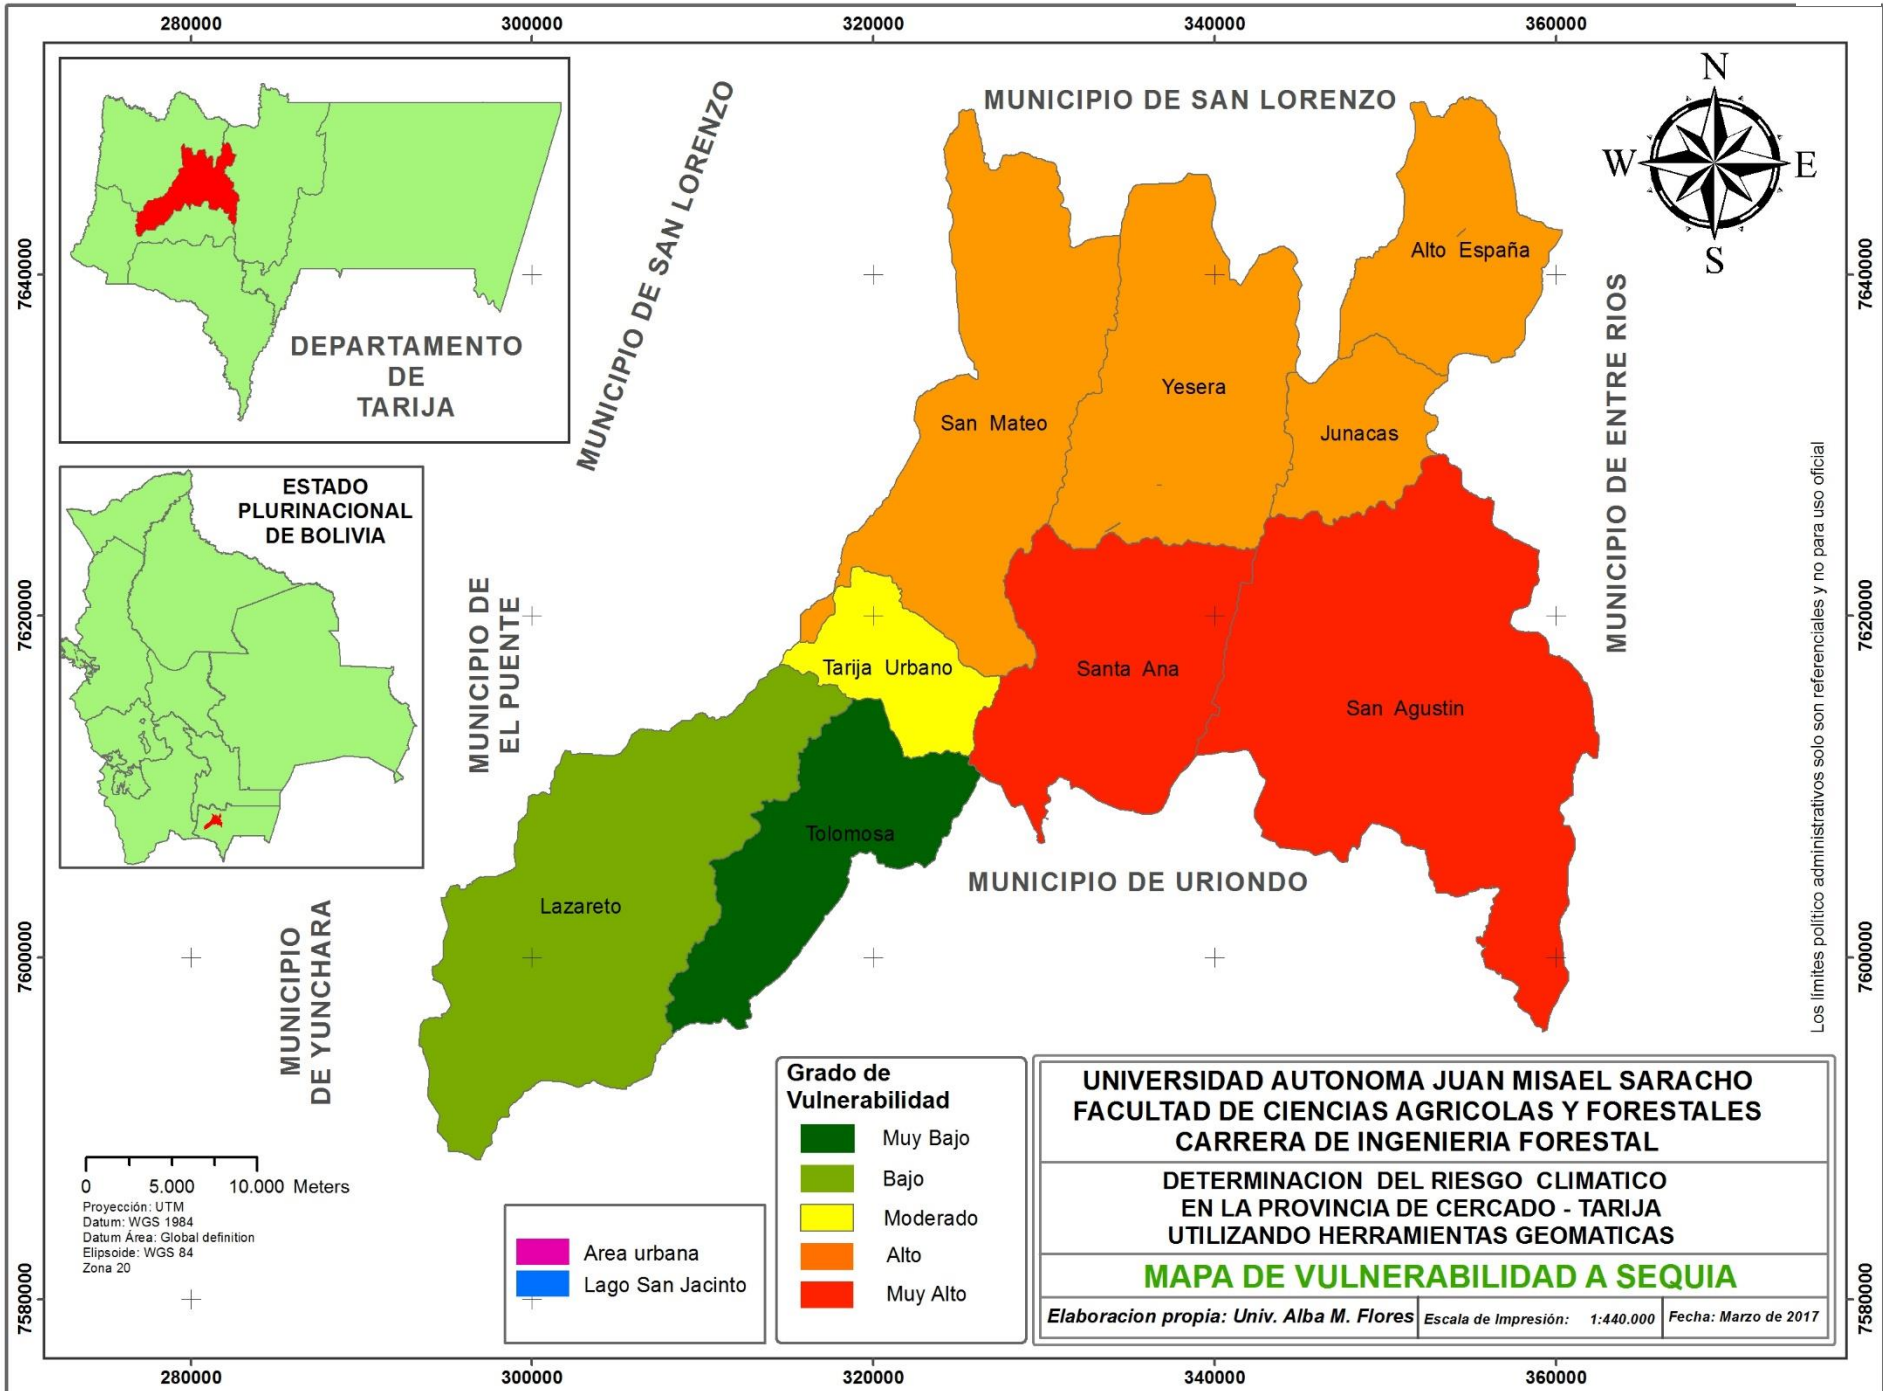 280000
300000
320000
340000
360000
DEPARTAMENTO
DE
TARIJA
ESTADO
PLURINACIONAL
DE BOLIVIA
MUNICIPIO DE SAN LORENZO
MUNICIPIO DE SAN LORENZO
N
W
E
S
7640000
7640000
Alto España
Yesera
San Mateo
Junacas
MUNICIPIO DE ENTRE RIOS
Los límites político administrativos solo son referenciales y no para uso oficial
MUNICIPIO DE
EL PUENTE
7620000
7620000
Tarija Urbano
Santa Ana
San Agustin
Tolomosa
Lazareto
MUNICIPIO DE URIONDO
MUNICIPIO
DE YUNCHARA
7600000
7600000
0 5.000 10.000 Meters
Proyección: UTM
Datum: WGS 1984
Datum Área: Global definition
Elipsoide: WGS 84
Zona 20
Area urbana
Lago San Jacinto
Grado de
Vulnerabilidad
Muy Bajo
Bajo
Moderado
Alto
Muy Alto
UNIVERSIDAD AUTONOMA JUAN MISAEL SARACHO
FACULTAD DE CIENCIAS AGRICOLAS Y FORESTALES
CARRERA DE INGENIERIA FORESTAL
DETERMINACION DEL RIESGO CLIMATICO
EN LA PROVINCIA DE CERCADO - TARIJA
UTILIZANDO HERRAMIENTAS GEOMATICAS
MAPA DE VULNERABILIDAD A SEQUIA
Elaboracion propia: Univ. Alba M. Flores
Escala de Impresión: 1:440.000
Fecha: Marzo de 2017
7580000
7580000
280000
300000
320000
340000
360000